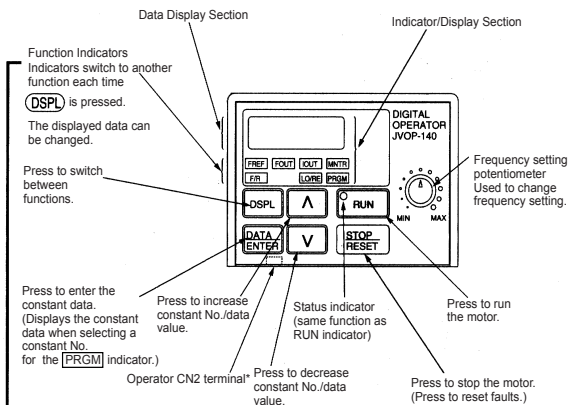 Data Display Section
Indicator/Display Section
Function Indicators
Indicators switch to another
function each time
DSPL is pressed.
The displayed data can
be changed.
Press to switch
between
functions.
Press to enter the
constant data.
(Displays the constant
data when selecting a
constant No.
for the PRGM indicator.)
DIGITAL
OPERATOR
JVOP-140
FREF FOUT IOUT MNTR
F/R LO/RE PRGM
DSPL ∧ RUN
MIN MAX
DATA
ENTER
∨
STOP
RESET
Frequency setting
potentiometer
Used to change
frequency setting.
Press to increase
constant No./data
value.
Operator CN2 terminal*
Press to decrease
constant No./data
value.
Status indicator
(same function as
RUN indicator)
Press to run
the motor.
Press to stop the motor.
(Press to reset faults.)